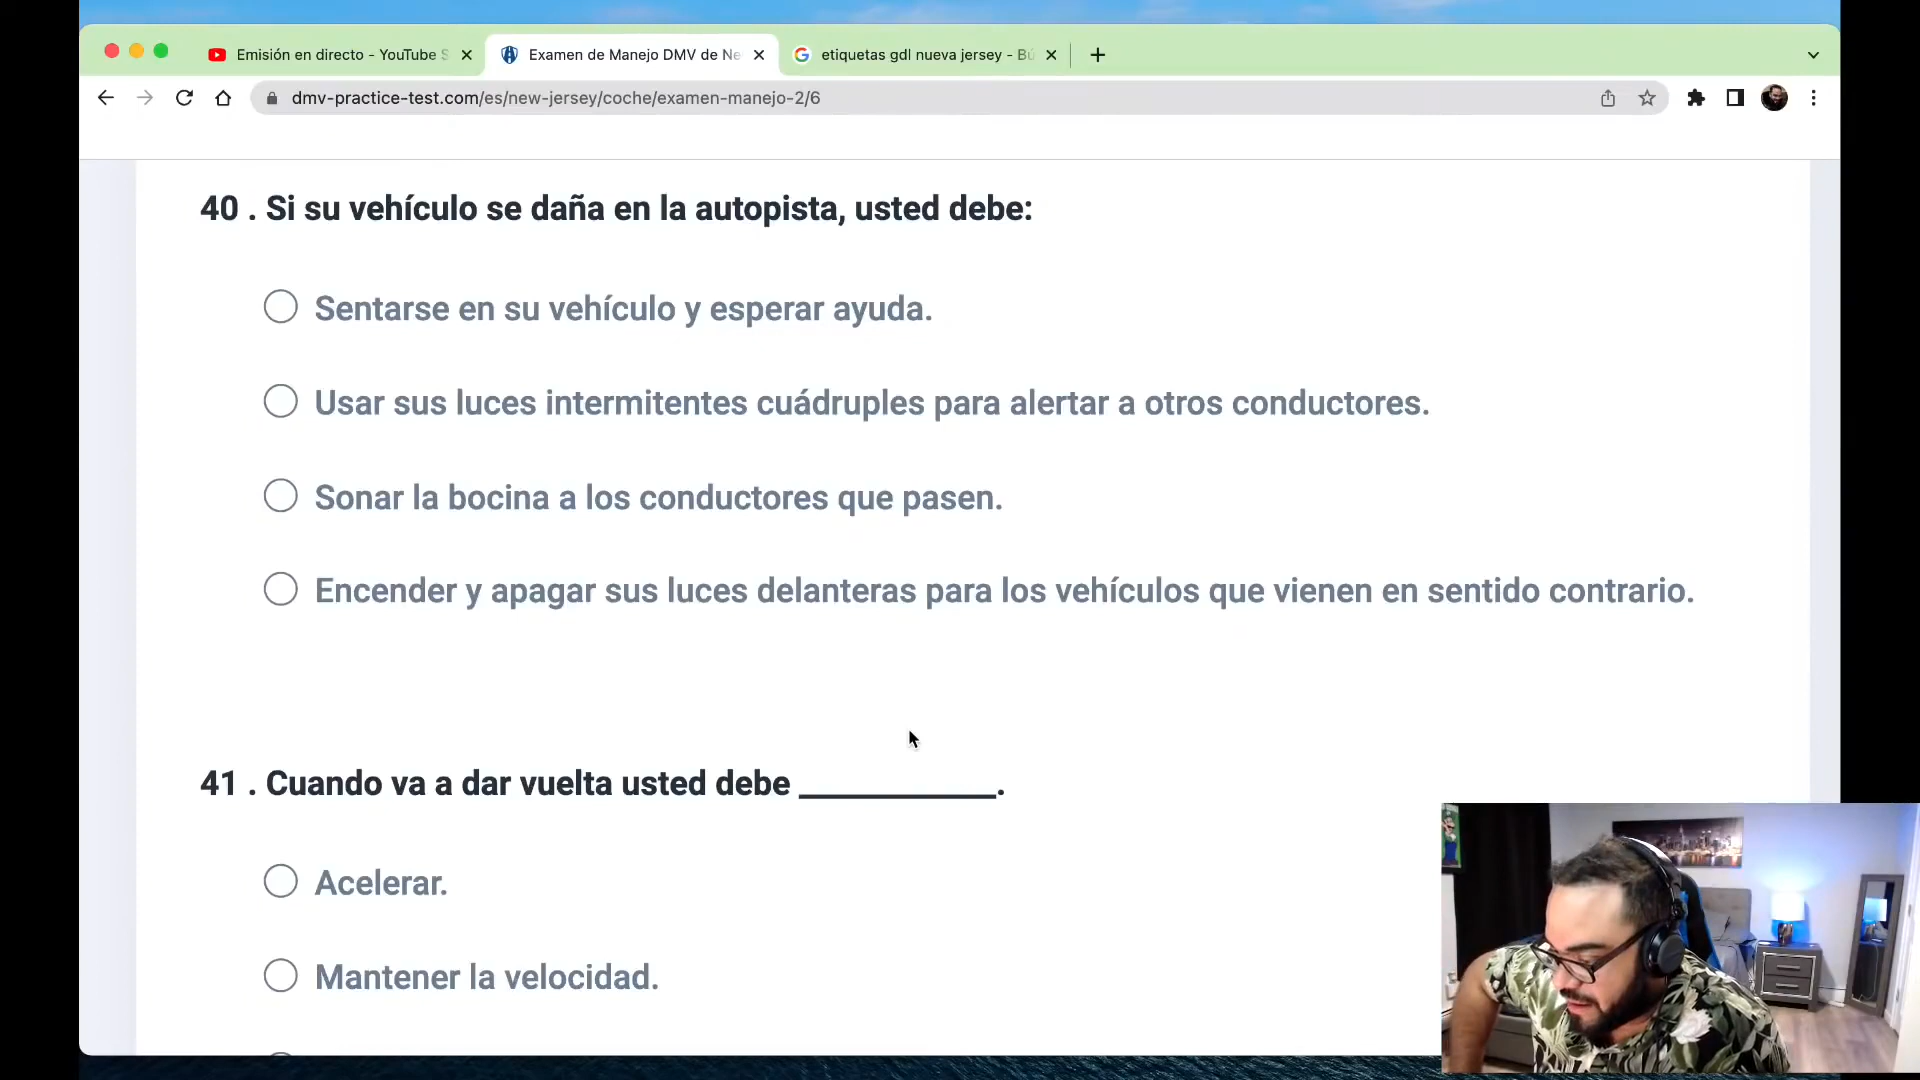 Emisión en directo - YouTube S
Examen de Manejo DMV de Ne
etiquetas gdl nueva jersey - Bú
dmv-practice-test.com/es/new-jersey/coche/examen-manejo-2/6
40 . Si su vehículo se daña en la autopista, usted debe:
Sentarse en su vehículo y esperar ayuda.
Usar sus luces intermitentes cuádruples para alertar a otros conductores.
Sonar la bocina a los conductores que pasen.
Encender y apagar sus luces delanteras para los vehículos que vienen en sentido contrario.
41 . Cuando va a dar vuelta usted debe ___________.
Acelerar.
Mantener la velocidad.